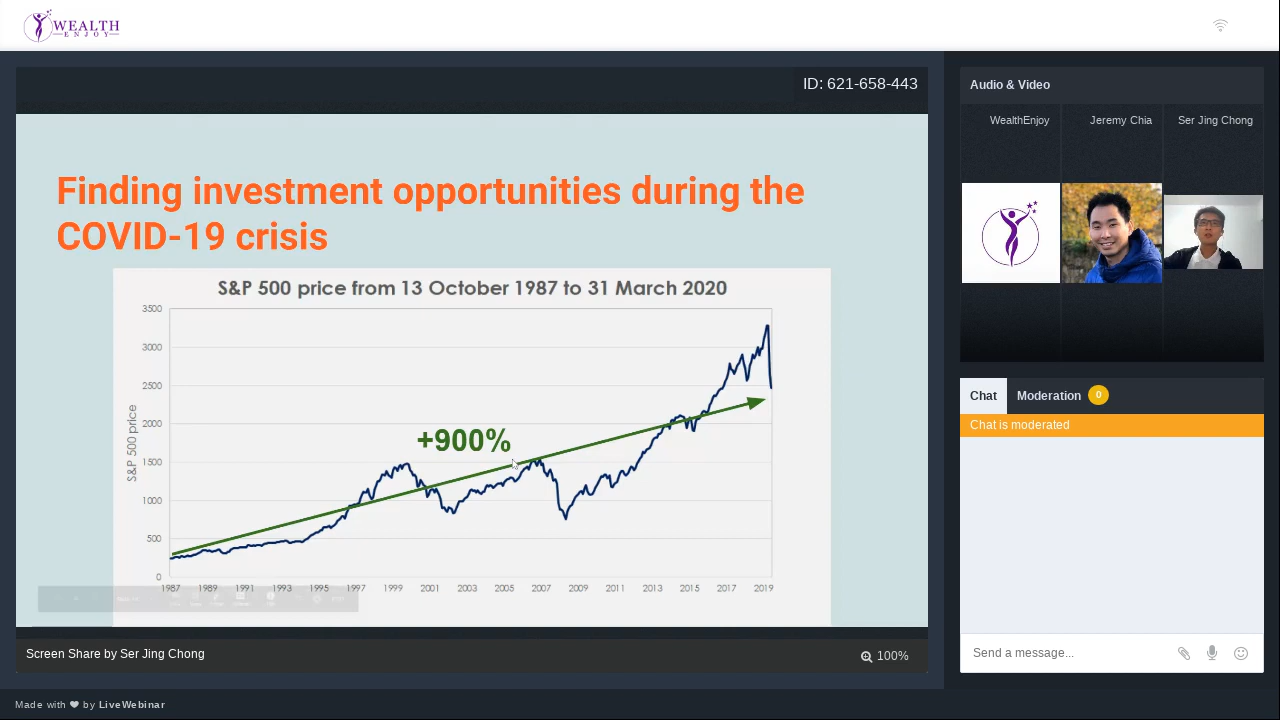 WEALTH
ENJOY
ID: 621-658-443
Finding investment opportunities during the
COVID-19 crisis
S&P 500 price from 13 October 1987 to 31 March 2020
S&P 500 price
3500
3000
2500
2000
1500
1000
500
0
+900%
1987 1989 1991 1993 1995 1997 1999 2001 2003 2005 2007 2009 2011 2013 2015 2017 2019
Screen Share by Ser Jing Chong
100%
Audio & Video
WealthEnjoy Jeremy Chia Ser Jing Chong
Chat Moderation 0
Chat is moderated
Send a message...
Made with ❤ by LiveWebinar